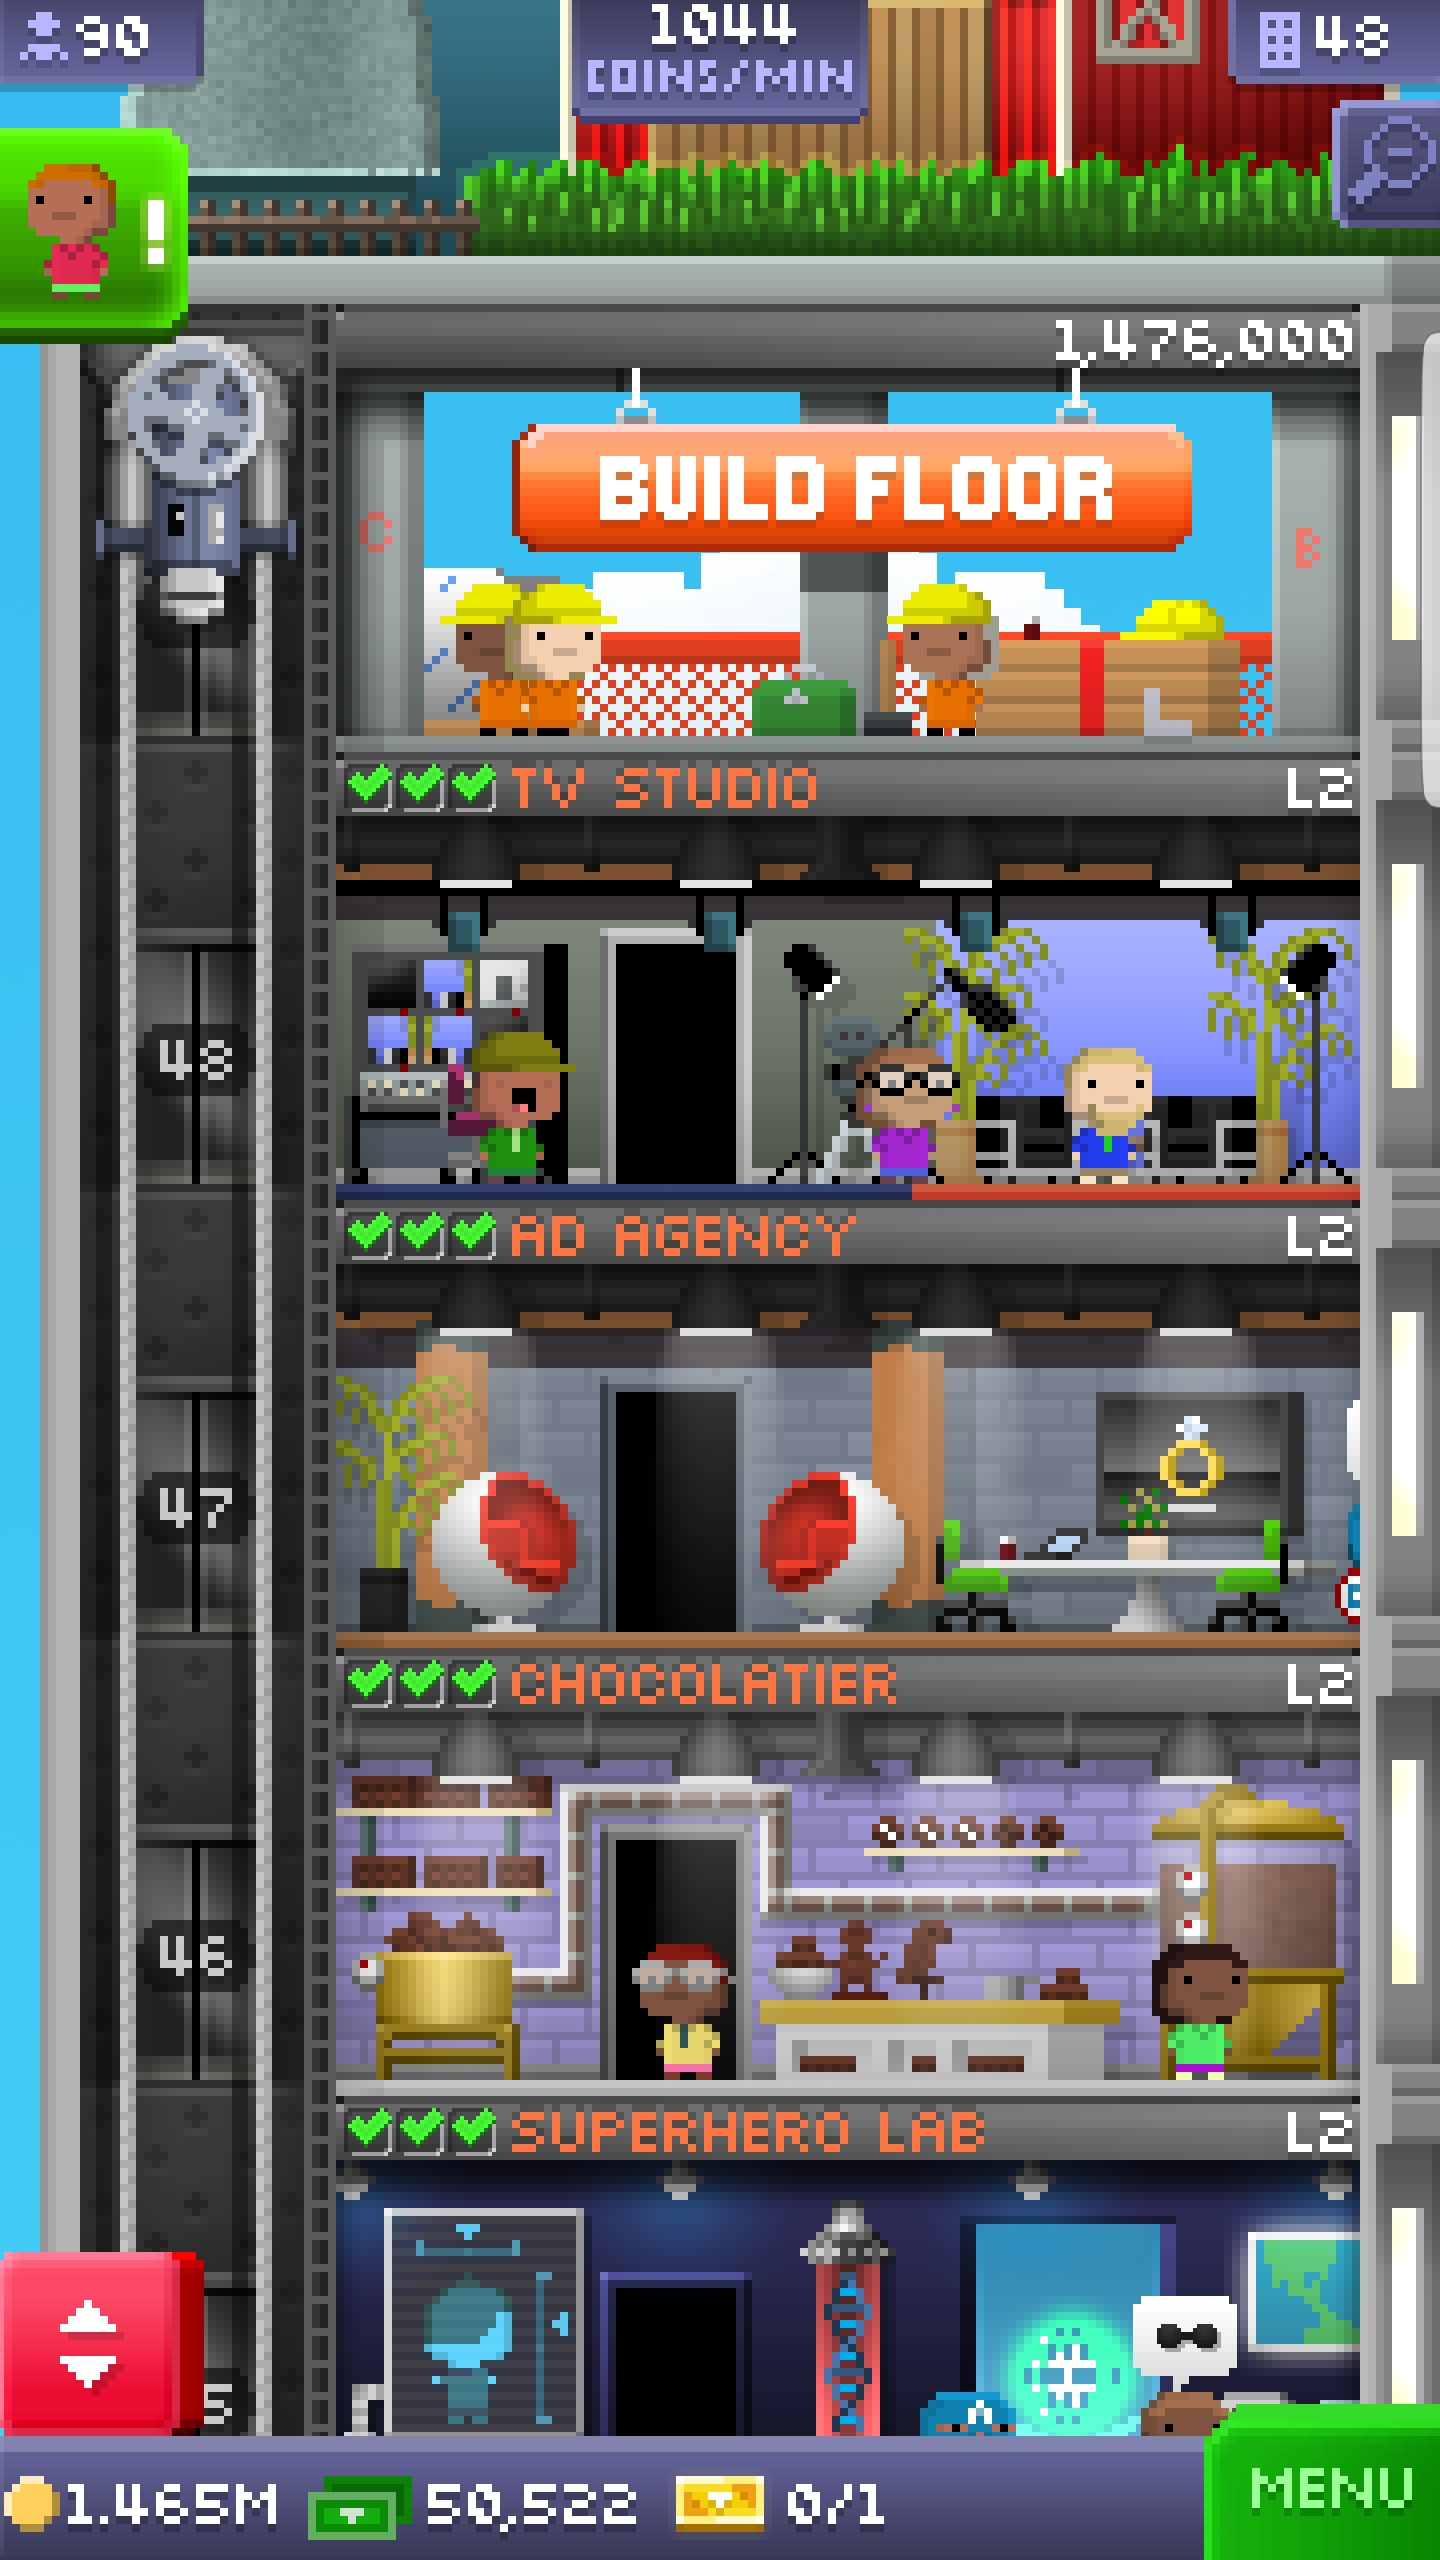 90
1044
COINS/MIN
48
!
1,476,000
BUILD FLOOR
C
B
TV STUDIO L2
48
AD AGENCY L2
47
CHOCOLATIER L2
46
SUPERHERO LAB L2
5
1.465M 50,522 0/1
MENU